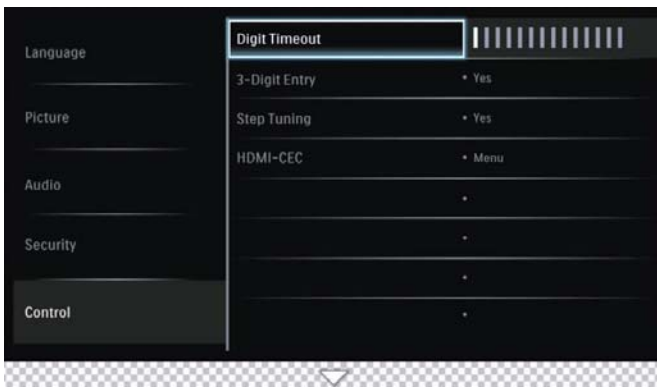 Language
Picture
Audio
Security
Control
Digit Timeout
3-Digit Entry • Yes
Step Tuning • Yes
HDMI-CEC • Menu
•
•
•
•